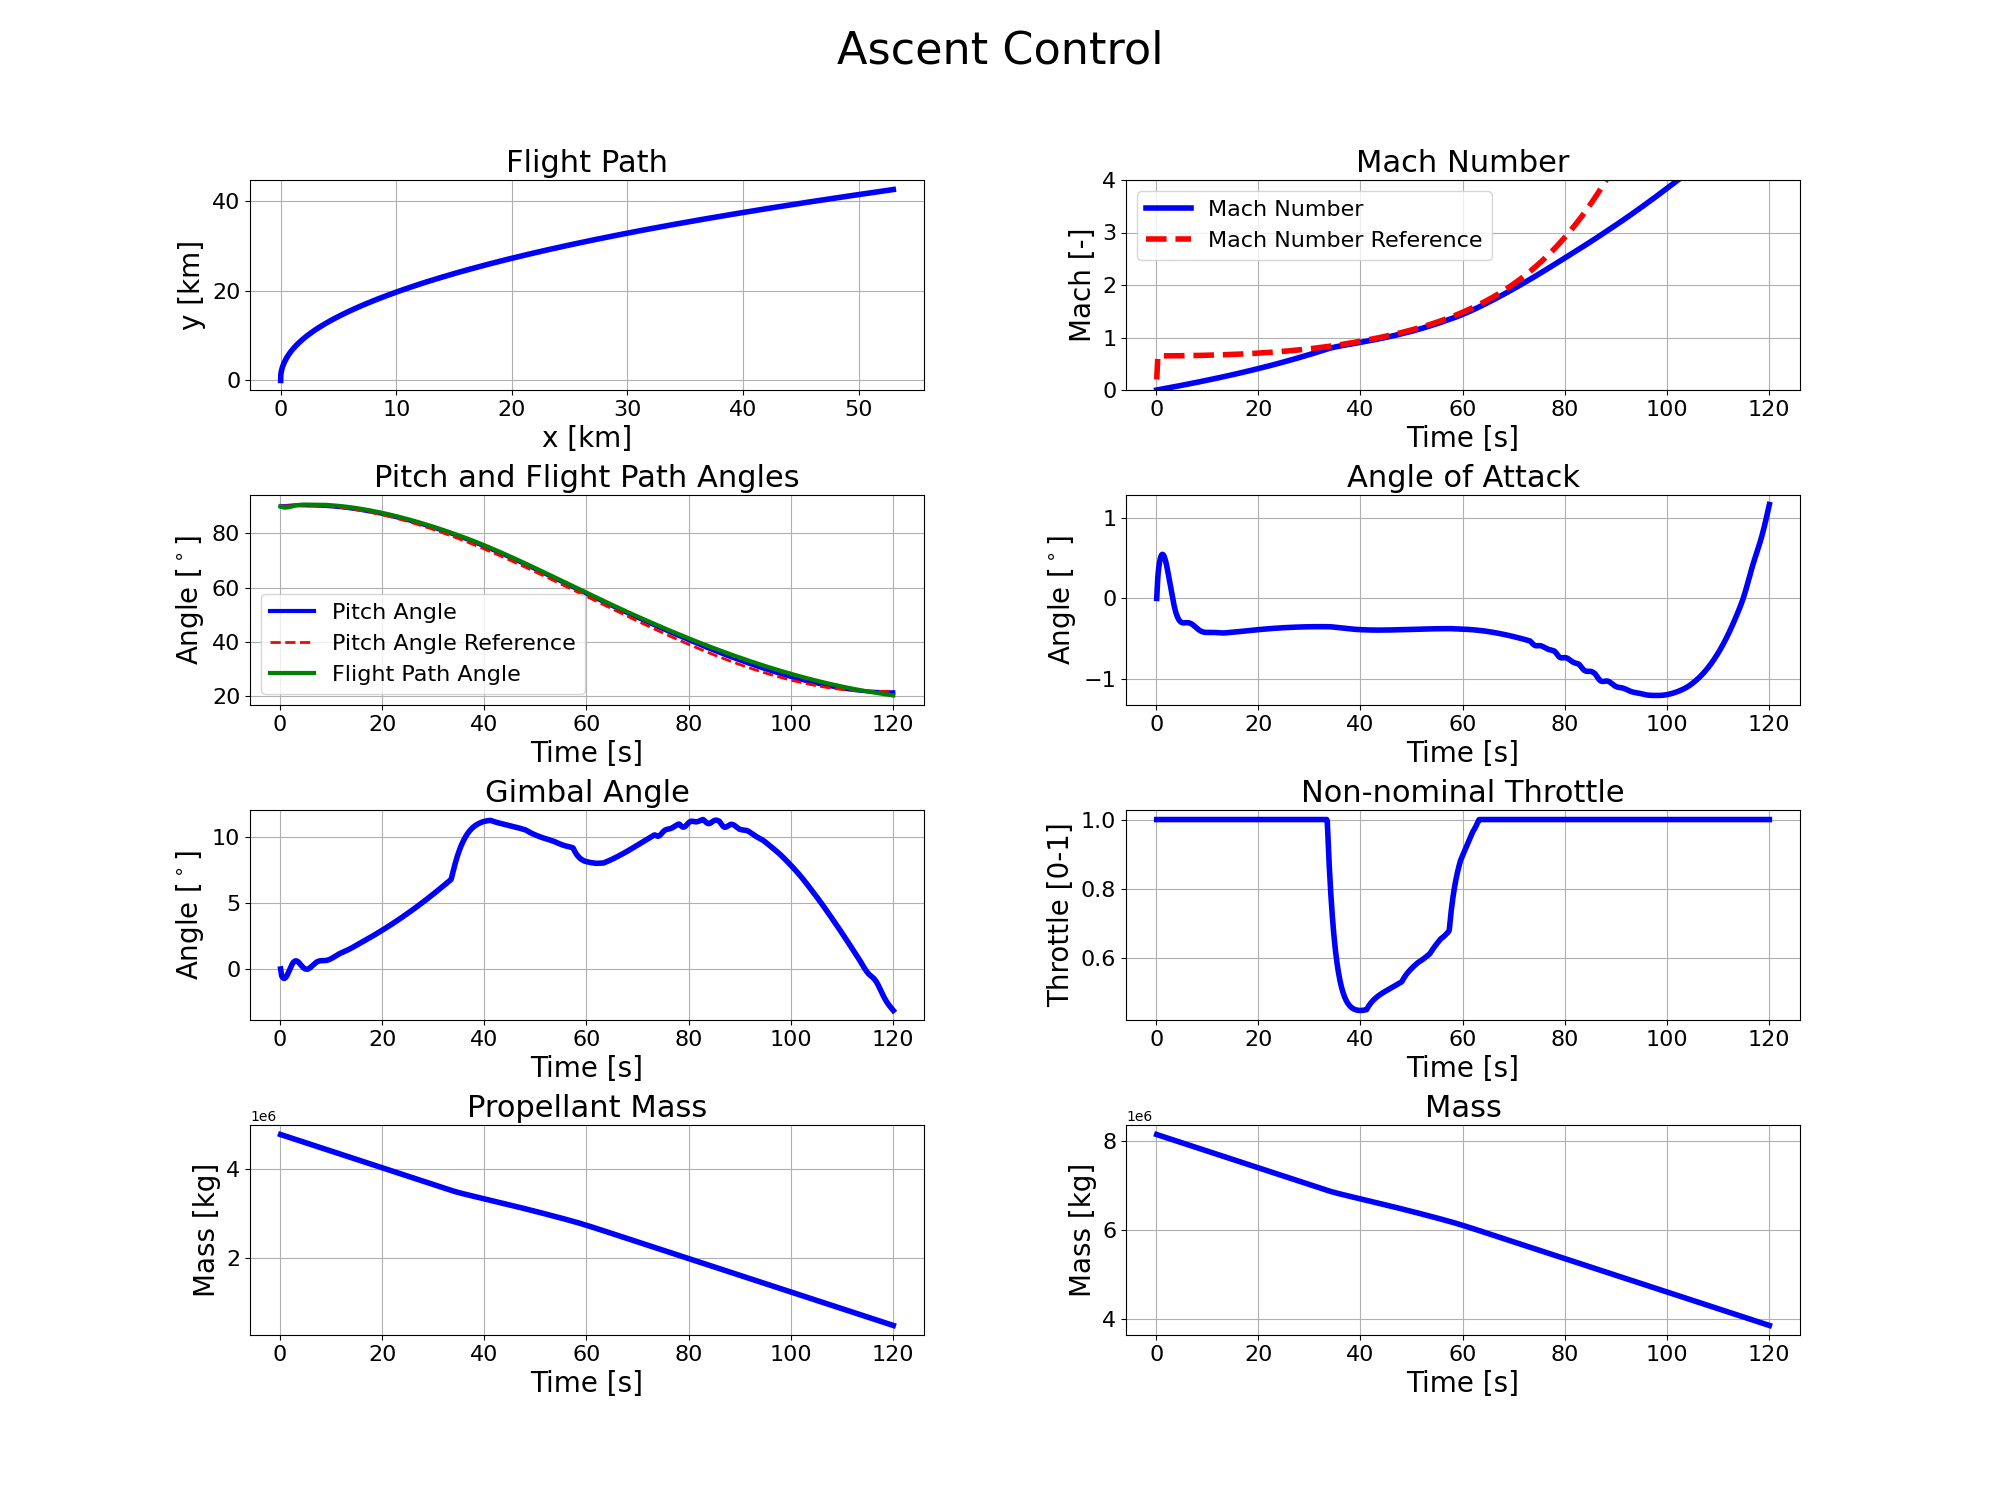 Ascent Control
Flight Path
y [km]
40
20
0
0 10 20 30 40 50
x [km]
Mach Number
Mach [-]
4
3
2
1
0
Mach Number
Mach Number Reference
0 20 40 60 80 100 120
Time [s]
Pitch and Flight Path Angles
Angle [°]
80
60
40
20
Pitch Angle
Pitch Angle Reference
Flight Path Angle
0 20 40 60 80 100 120
Time [s]
Angle of Attack
Angle [°]
1
0
−1
0 20 40 60 80 100 120
Time [s]
Gimbal Angle
Angle [°]
10
5
0
0 20 40 60 80 100 120
Time [s]
Non-nominal Throttle
Throttle [0-1]
1.0
0.8
0.6
0 20 40 60 80 100 120
Time [s]
Propellant Mass
1e6
Mass [kg]
4
2
0 20 40 60 80 100 120
Time [s]
Mass
1e6
Mass [kg]
8
6
4
0 20 40 60 80 100 120
Time [s]